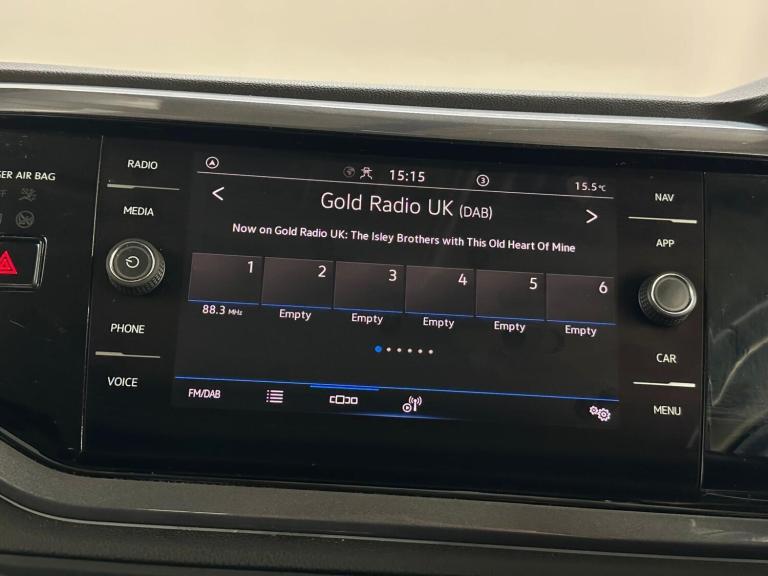 SER AIR BAG
RADIO
MEDIA
PHONE
VOICE
15:15
3
15.5°C
< Gold Radio UK (DAB) >
Now on Gold Radio UK: The Isley Brothers with This Old Heart Of Mine
1 2 3 4 5 6
88.3 MHz Empty Empty Empty Empty Empty
FM/DAB
NAV
APP
CAR
MENU